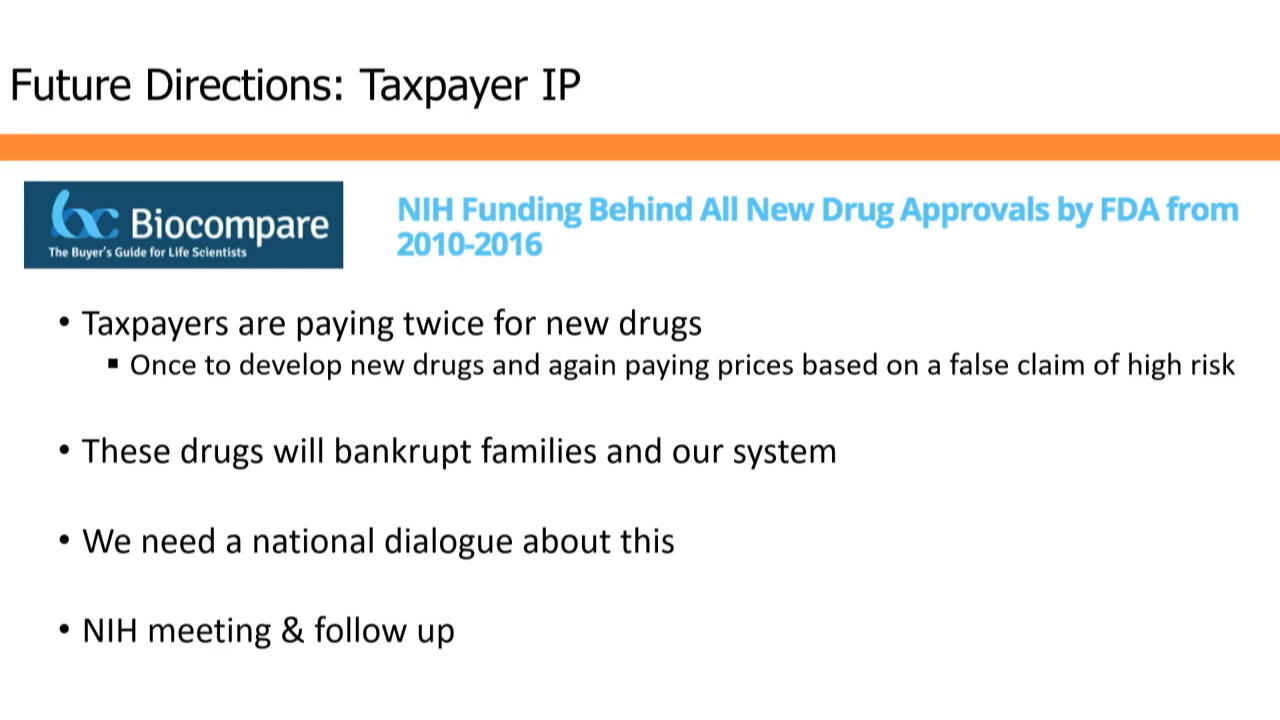 Future Directions: Taxpayer IP
bc Biocompare
The Buyer's Guide for Life Scientists
NIH Funding Behind All New Drug Approvals by FDA from
2010-2016
• Taxpayers are paying twice for new drugs
▪ Once to develop new drugs and again paying prices based on a false claim of high risk
• These drugs will bankrupt families and our system
• We need a national dialogue about this
• NIH meeting & follow up